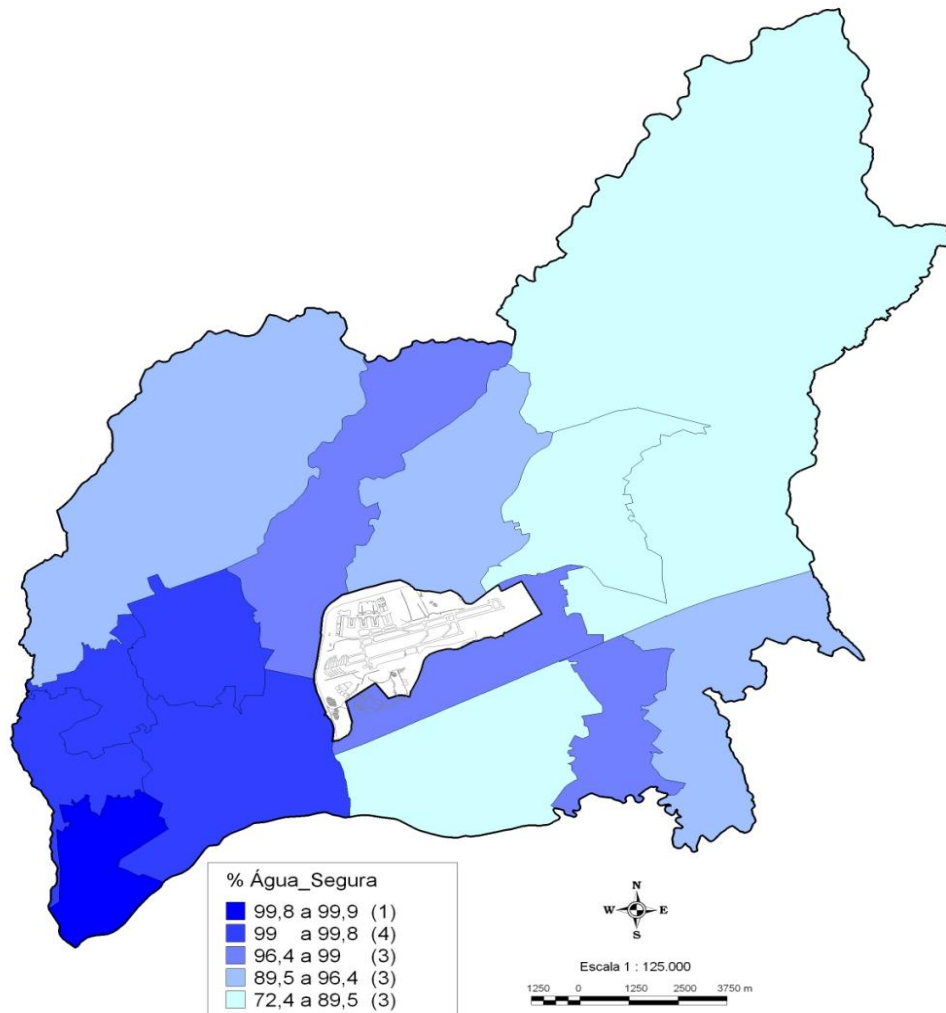 % Água_Segura
99,8 a 99,9 (1)
99 a 99,8 (4)
96,4 a 99 (3)
89,5 a 96,4 (3)
72,4 a 89,5 (3)
N
W E
S
Escala 1 : 125.000
1250 0 1250 2500 3750 m